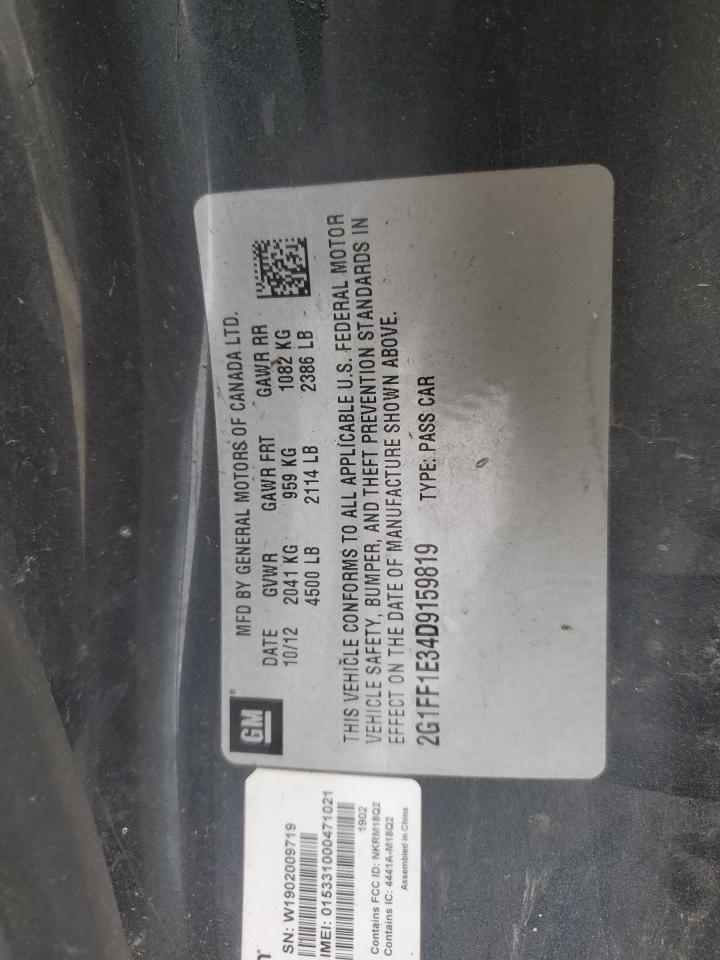 GM
MFD BY GENERAL MOTORS OF CANADA LTD.
DATE GVWR GAWR FRT GAWR RR
10/12 2041 KG 959 KG 1082 KG
4500 LB 2114 LB 2386 LB
THIS VEHICLE CONFORMS TO ALL APPLICABLE U.S. FEDERAL MOTOR
VEHICLE SAFETY, BUMPER, AND THEFT PREVENTION STANDARDS IN
EFFECT ON THE DATE OF MANUFACTURE SHOWN ABOVE.
2G1FF1E34D9159819 TYPE: PASS CAR
SN: W1902009719
IMEI: 015331000471021
1902
Contains FCC ID: NKRM18Q2
Contains IC: 4441A-M18Q2
Assembled in China